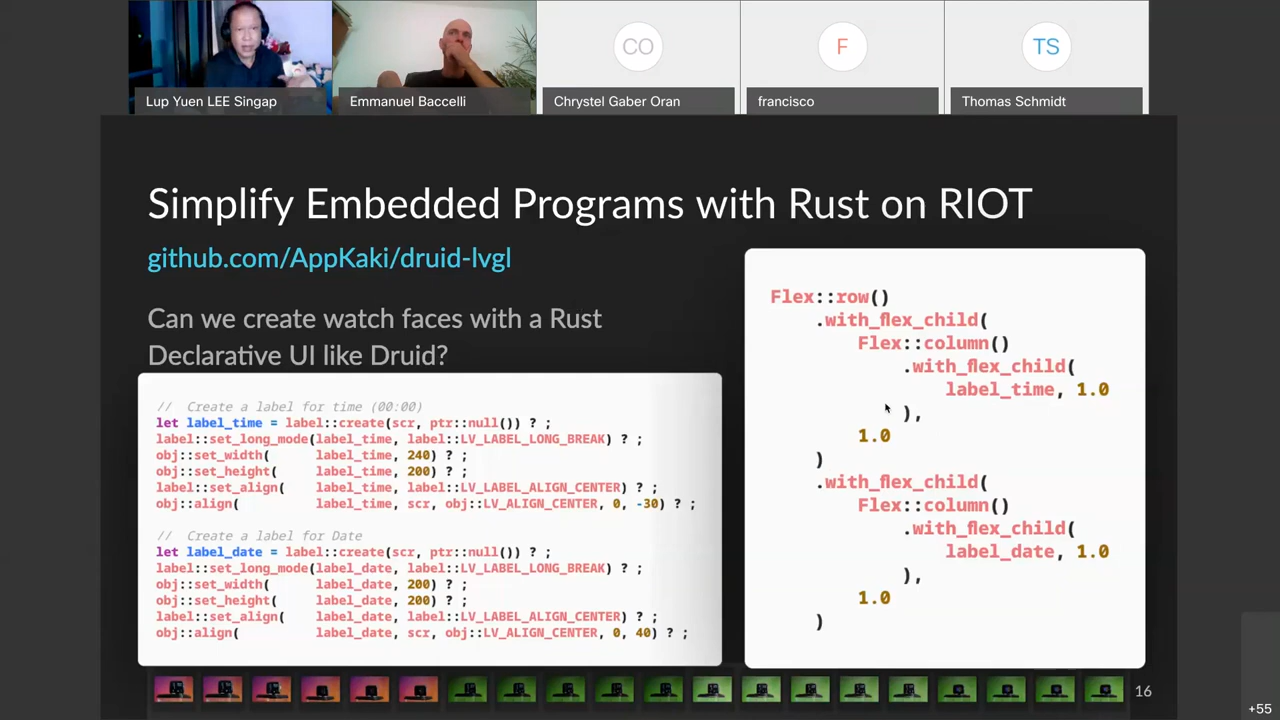 CO
F
TS
Lup Yuen LEE Singap
Emmanuel Baccelli
Chrystel Gaber Oran
francisco
Thomas Schmidt
Simplify Embedded Programs with Rust on RIOT
github.com/AppKaki/druid-lvgl
Can we create watch faces with a Rust
Declarative UI like Druid?
// Create a label for time (00:00)
let label_time = label::create(scr, ptr::null()) ? ;
label::set_long_mode(label_time, label::LV_LABEL_LONG_BREAK) ? ;
obj::set_width( label_time, 240) ? ;
obj::set_height( label_time, 200) ? ;
label::set_align( label_time, label::LV_LABEL_ALIGN_CENTER) ? ;
obj::align( label_time, scr, obj::LV_ALIGN_CENTER, 0, -30) ? ;
// Create a label for Date
let label_date = label::create(scr, ptr::null()) ? ;
label::set_long_mode(label_date, label::LV_LABEL_LONG_BREAK) ? ;
obj::set_width( label_date, 200) ? ;
obj::set_height( label_date, 200) ? ;
label::set_align( label_date, label::LV_LABEL_ALIGN_CENTER) ? ;
obj::align( label_date, scr, obj::LV_ALIGN_CENTER, 0, 40) ? ;
Flex::row()
.with_flex_child(
Flex::column()
.with_flex_child(
label_time, 1.0
),
1.0
)
.with_flex_child(
Flex::column()
.with_flex_child(
label_date, 1.0
),
1.0
)
16
+55